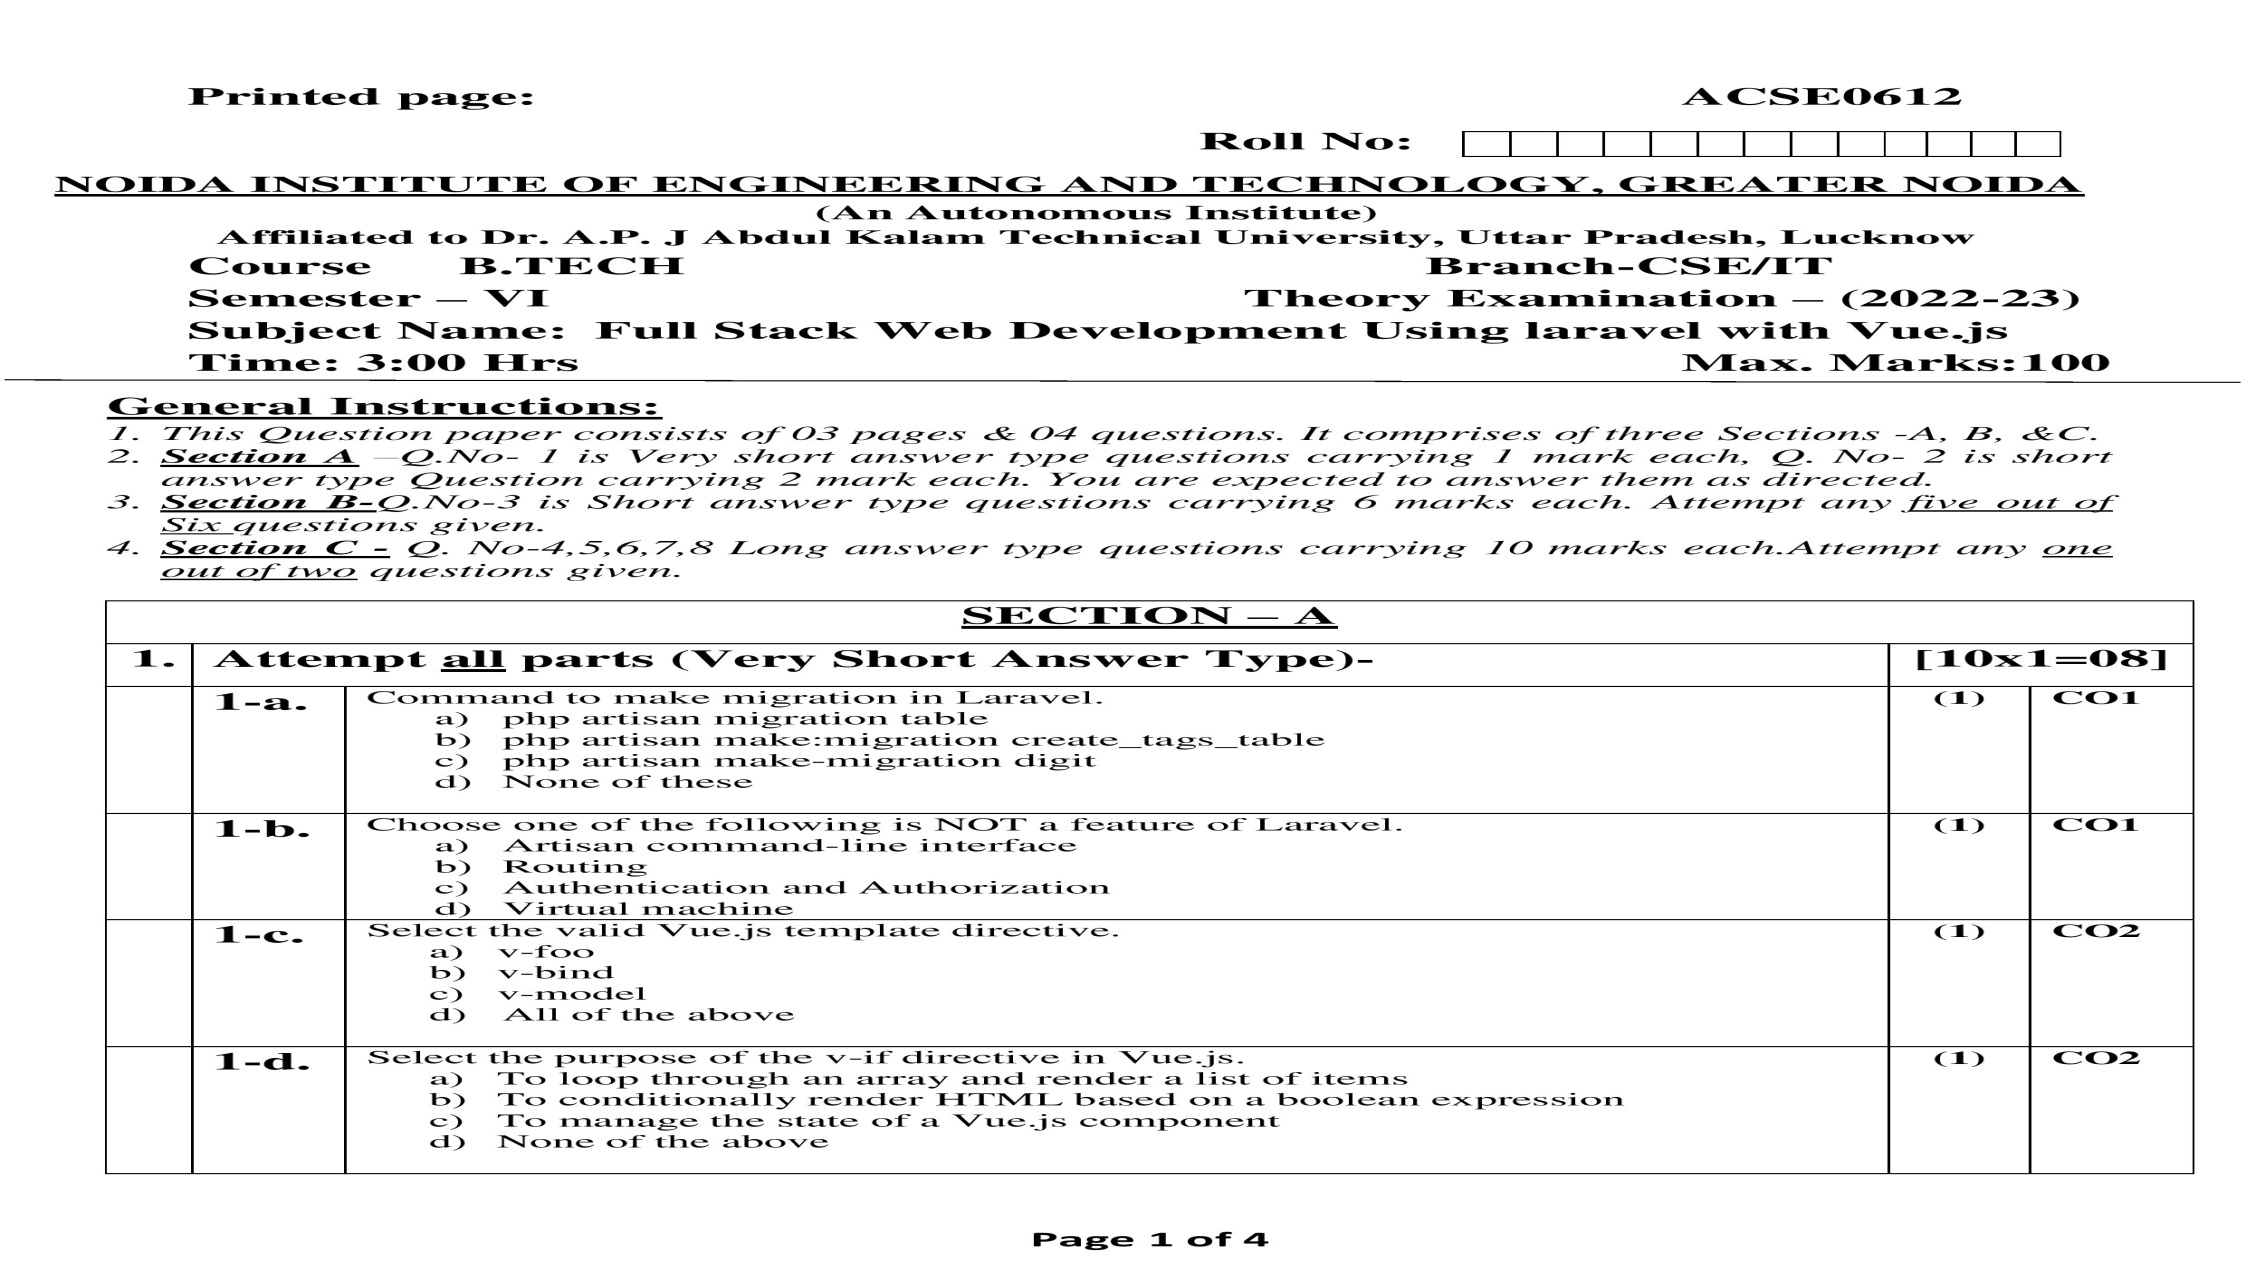 Printed page: ACSE0612
Roll No:
NOIDA INSTITUTE OF ENGINEERING AND TECHNOLOGY, GREATER NOIDA
(An Autonomous Institute)
Affiliated to Dr. A.P. J Abdul Kalam Technical University, Uttar Pradesh, Lucknow
Course B.TECH Branch-CSE/IT
Semester – VI Theory Examination – (2022-23)
Subject Name: Full Stack Web Development Using laravel with Vue.js
Time: 3:00 Hrs Max. Marks:100
General Instructions:
1. This Question paper consists of 03 pages & 04 questions. It comprises of three Sections -A, B, &C.
2. Section A –Q.No- 1 is Very short answer type questions carrying 1 mark each, Q. No- 2 is short
answer type Question carrying 2 mark each. You are expected to answer them as directed.
3. Section B-Q.No-3 is Short answer type questions carrying 6 marks each. Attempt any five out of
Six questions given.
4. Section C - Q. No-4,5,6,7,8 Long answer type questions carrying 10 marks each.Attempt any one
out of two questions given.
SECTION – A
1. Attempt all parts (Very Short Answer Type)- [10x1=08]
1-a. Command to make migration in Laravel. (1) CO1
a) php artisan migration table
b) php artisan make:migration create_tags_table
c) php artisan make-migration digit
d) None of these
1-b. Choose one of the following is NOT a feature of Laravel. (1) CO1
a) Artisan command-line interface
b) Routing
c) Authentication and Authorization
d) Virtual machine
1-c. Select the valid Vue.js template directive. (1) CO2
a) v-foo
b) v-bind
c) v-model
d) All of the above
1-d. Select the purpose of the v-if directive in Vue.js. (1) CO2
a) To loop through an array and render a list of items
b) To conditionally render HTML based on a boolean expression
c) To manage the state of a Vue.js component
d) None of the above
Page 1 of 4